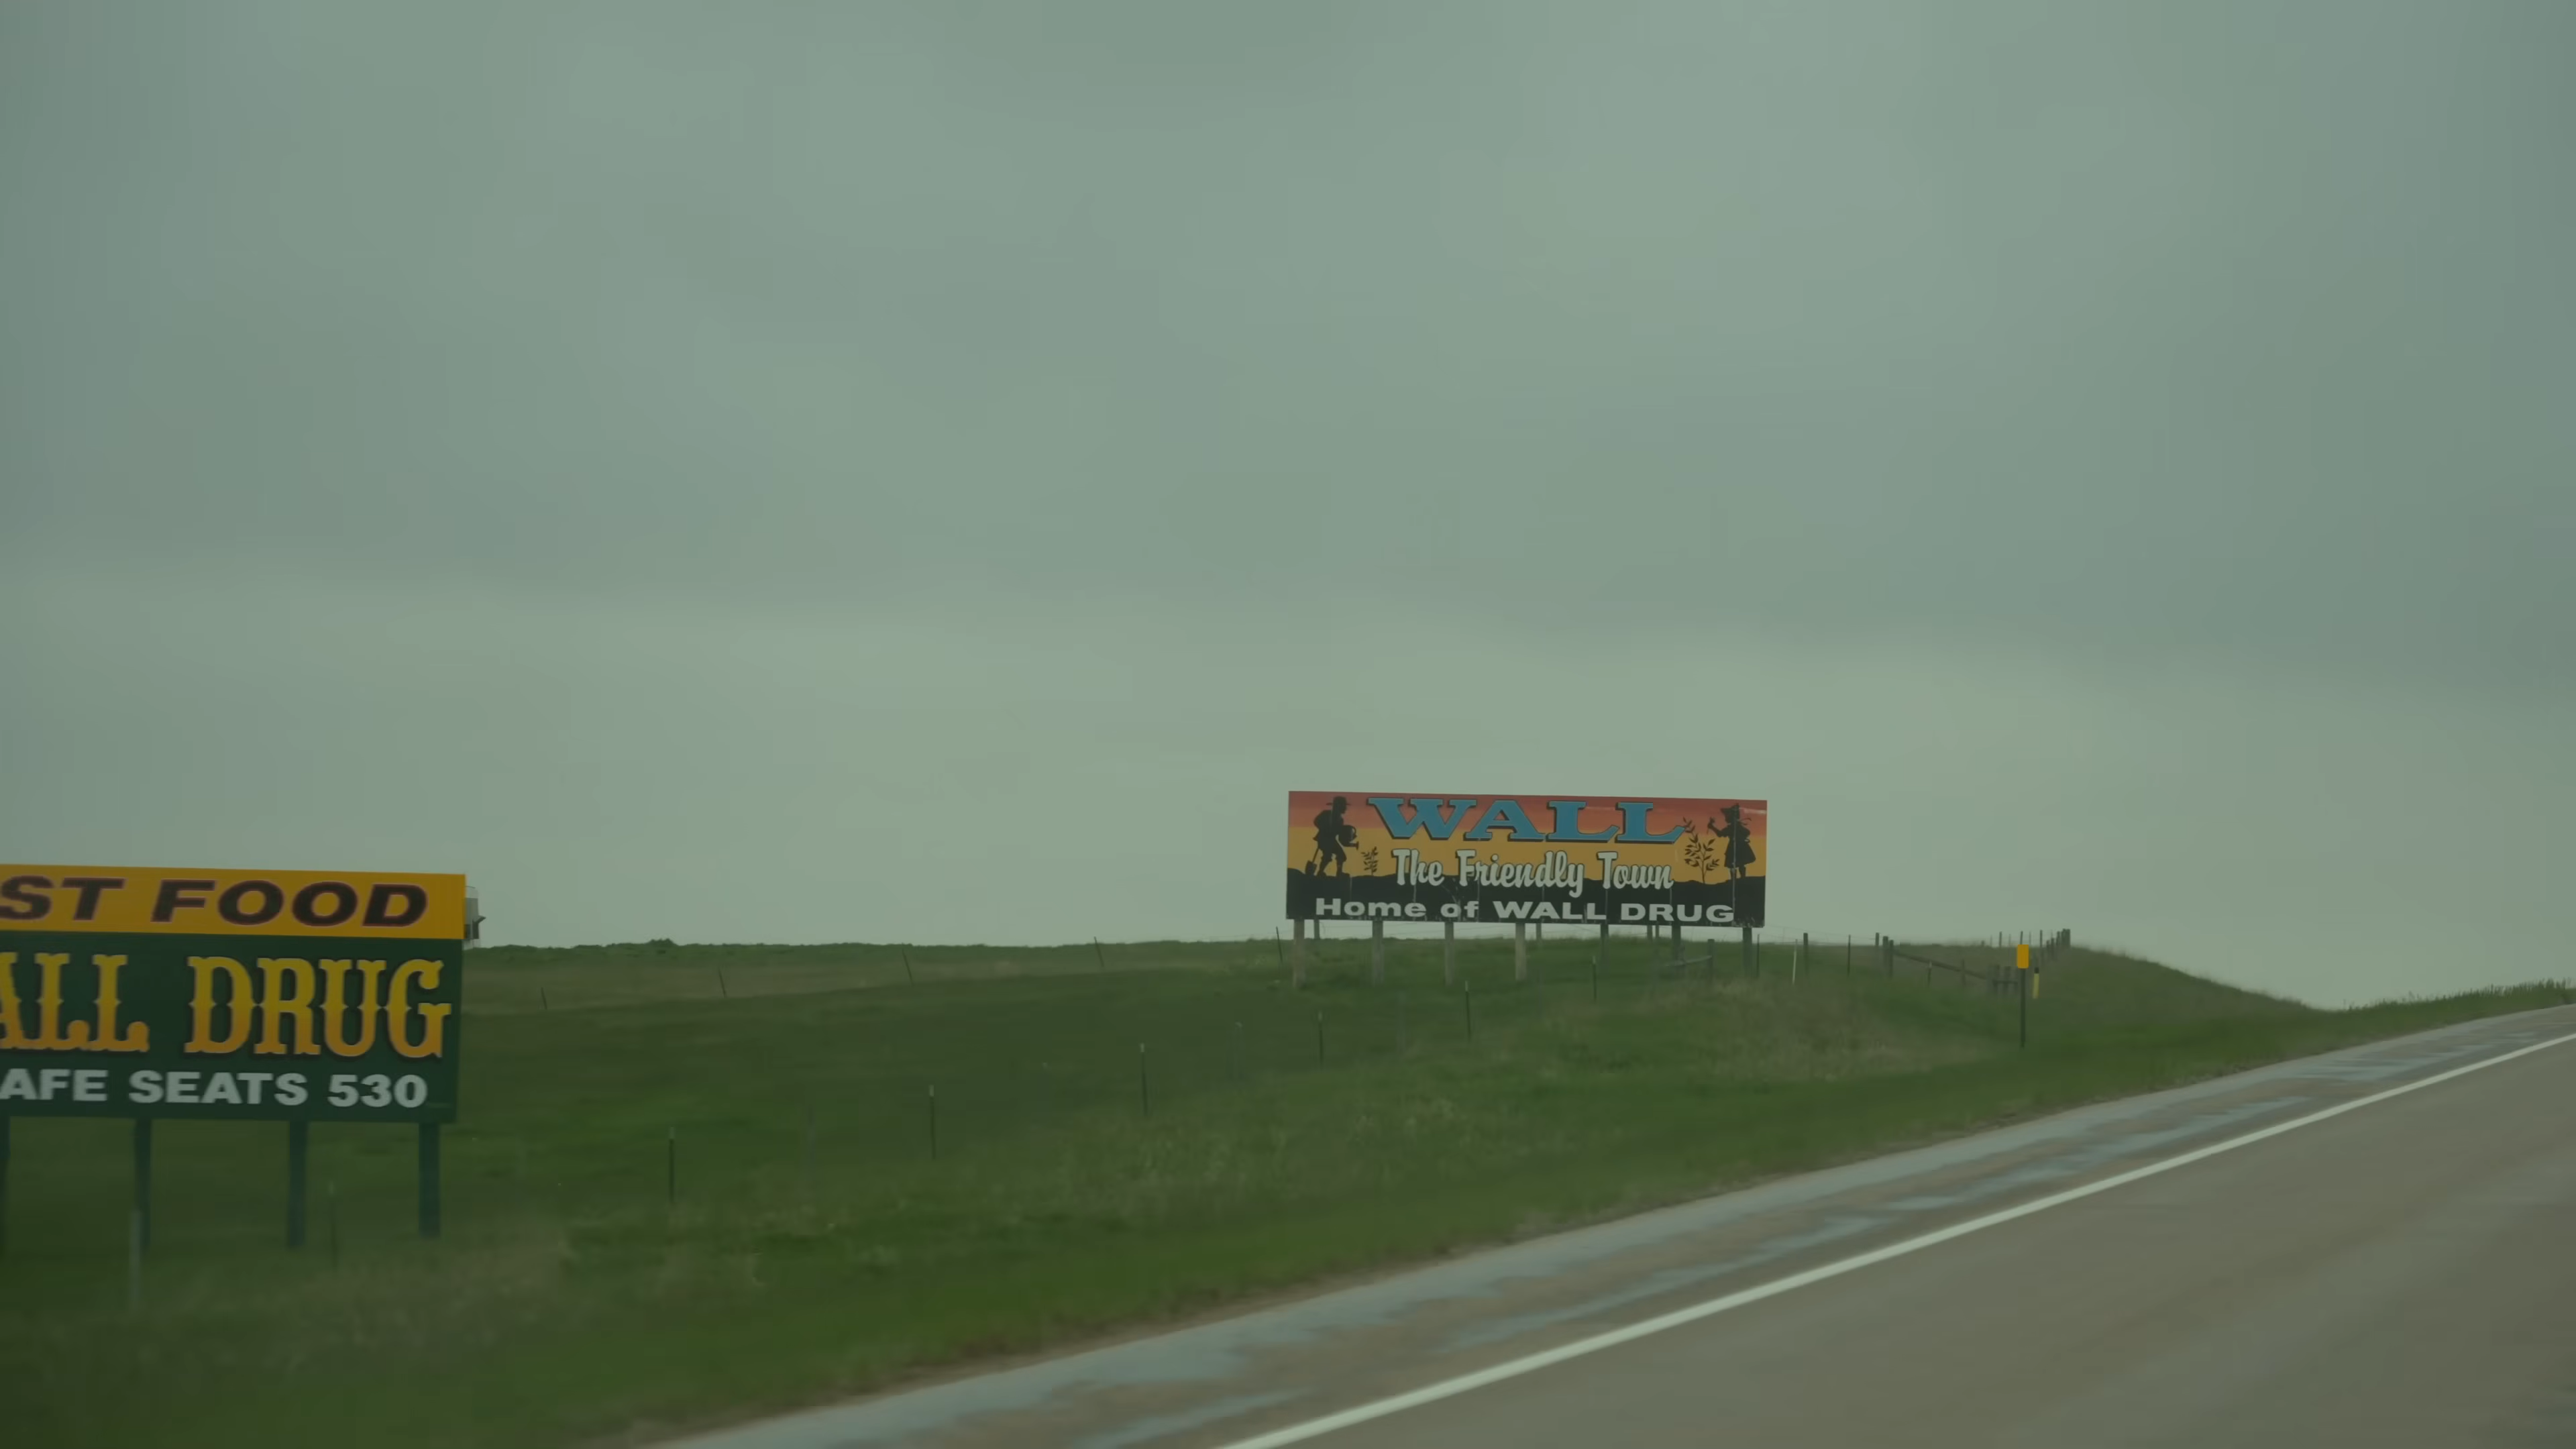 ST FOOD
ALL DRUG
AFE SEATS 530
WALL
The Friendly Town
Home of WALL DRUG